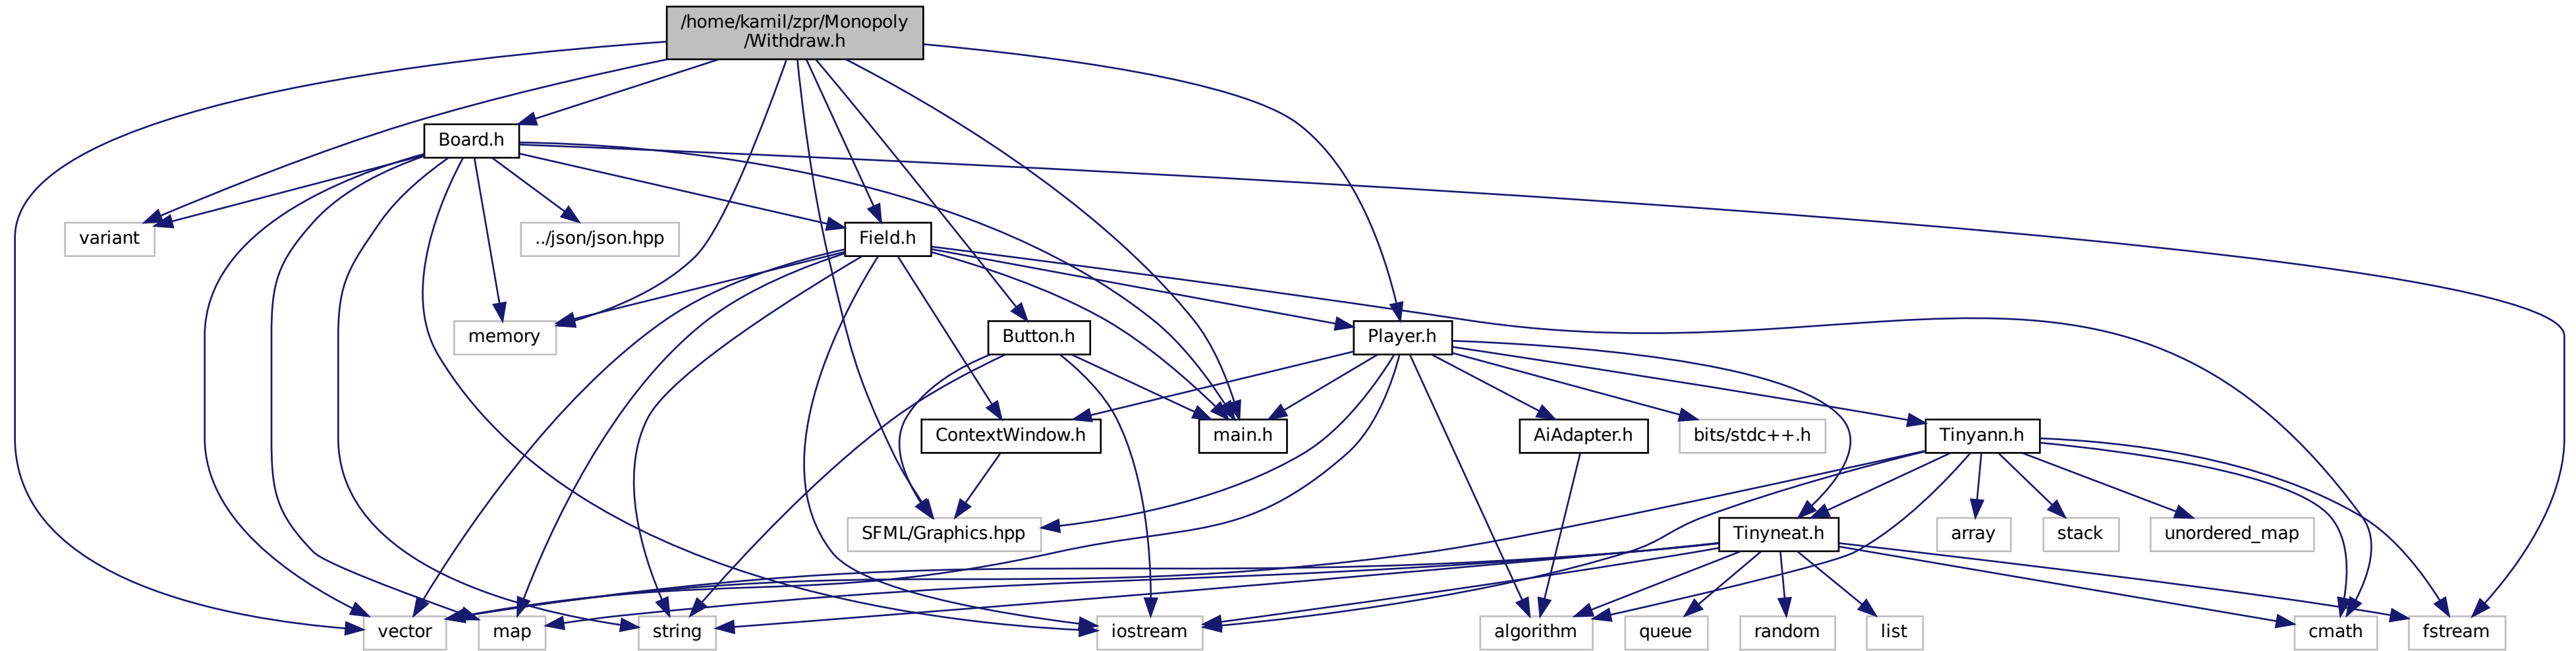 /home/kamil/zpr/Monopoly
/Withdraw.h
Board.h
variant
../json/json.hpp
Field.h
memory
Button.h
Player.h
ContextWindow.h
main.h
AiAdapter.h
bits/stdc++.h
Tinyann.h
SFML/Graphics.hpp
Tinyneat.h
array
stack
unordered_map
vector
map
string
iostream
algorithm
queue
random
list
cmath
fstream